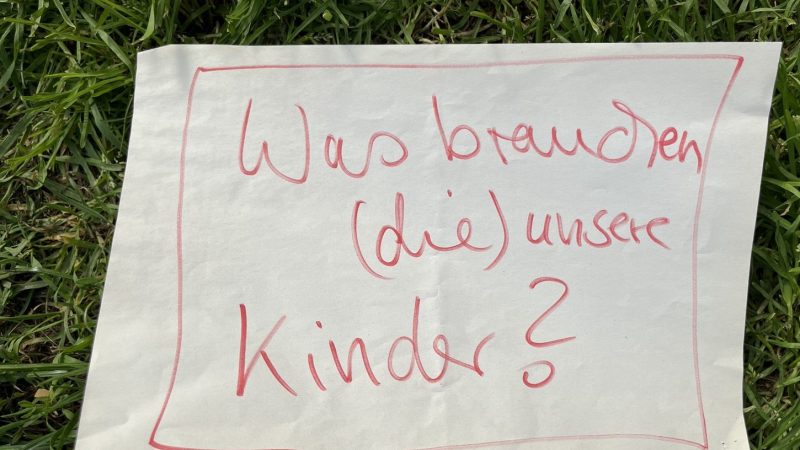 Was brauchen
(die) unsere
Kinder?